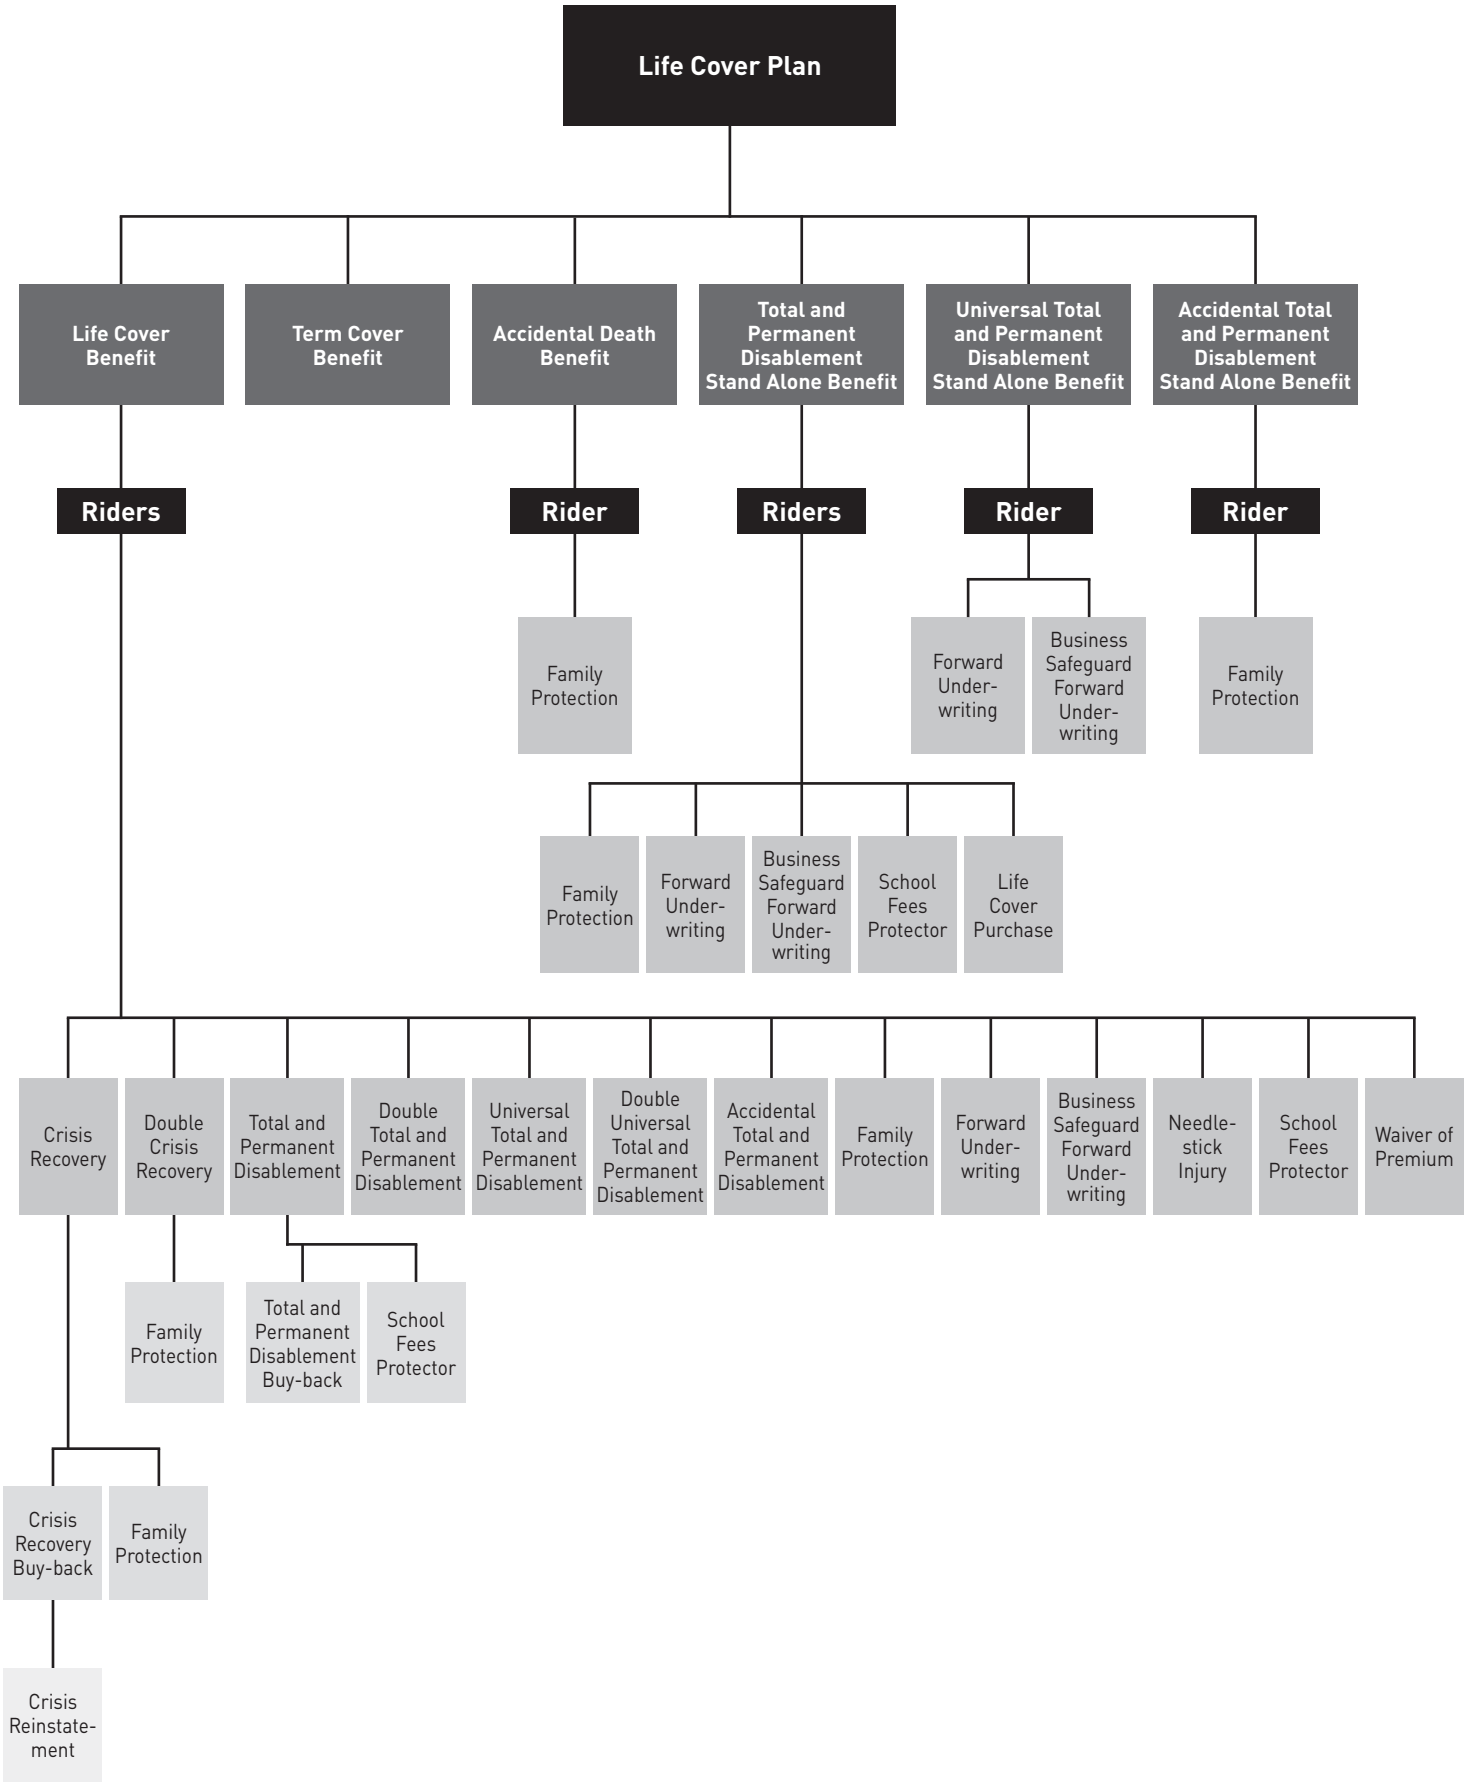 Life Cover Plan
Life Cover
Benefit
Term Cover
Benefit
Accidental Death
Benefit
Total and
Permanent
Disablement
Stand Alone Benefit
Universal Total
and Permanent
Disablement
Stand Alone Benefit
Accidental Total
and Permanent
Disablement
Stand Alone Benefit
Riders
Rider
Riders
Rider
Rider
Family
Protection
Forward
Under-
writing
Business
Safeguard
Forward
Under-
writing
Family
Protection
Family
Protection
Forward
Under-
writing
Business
Safeguard
Forward
Under-
writing
School
Fees
Protector
Life
Cover
Purchase
Crisis
Recovery
Double
Crisis
Recovery
Total and
Permanent
Disablement
Double
Total and
Permanent
Disablement
Universal
Total and
Permanent
Disablement
Double
Universal
Total and
Permanent
Disablement
Accidental
Total and
Permanent
Disablement
Family
Protection
Forward
Under-
writing
Business
Safeguard
Forward
Under-
writing
Needle-
stick
Injury
School
Fees
Protector
Waiver of
Premium
Family
Protection
Total and
Permanent
Disablement
Buy-back
School
Fees
Protector
Crisis
Recovery
Buy-back
Family
Protection
Crisis
Reinstate-
ment